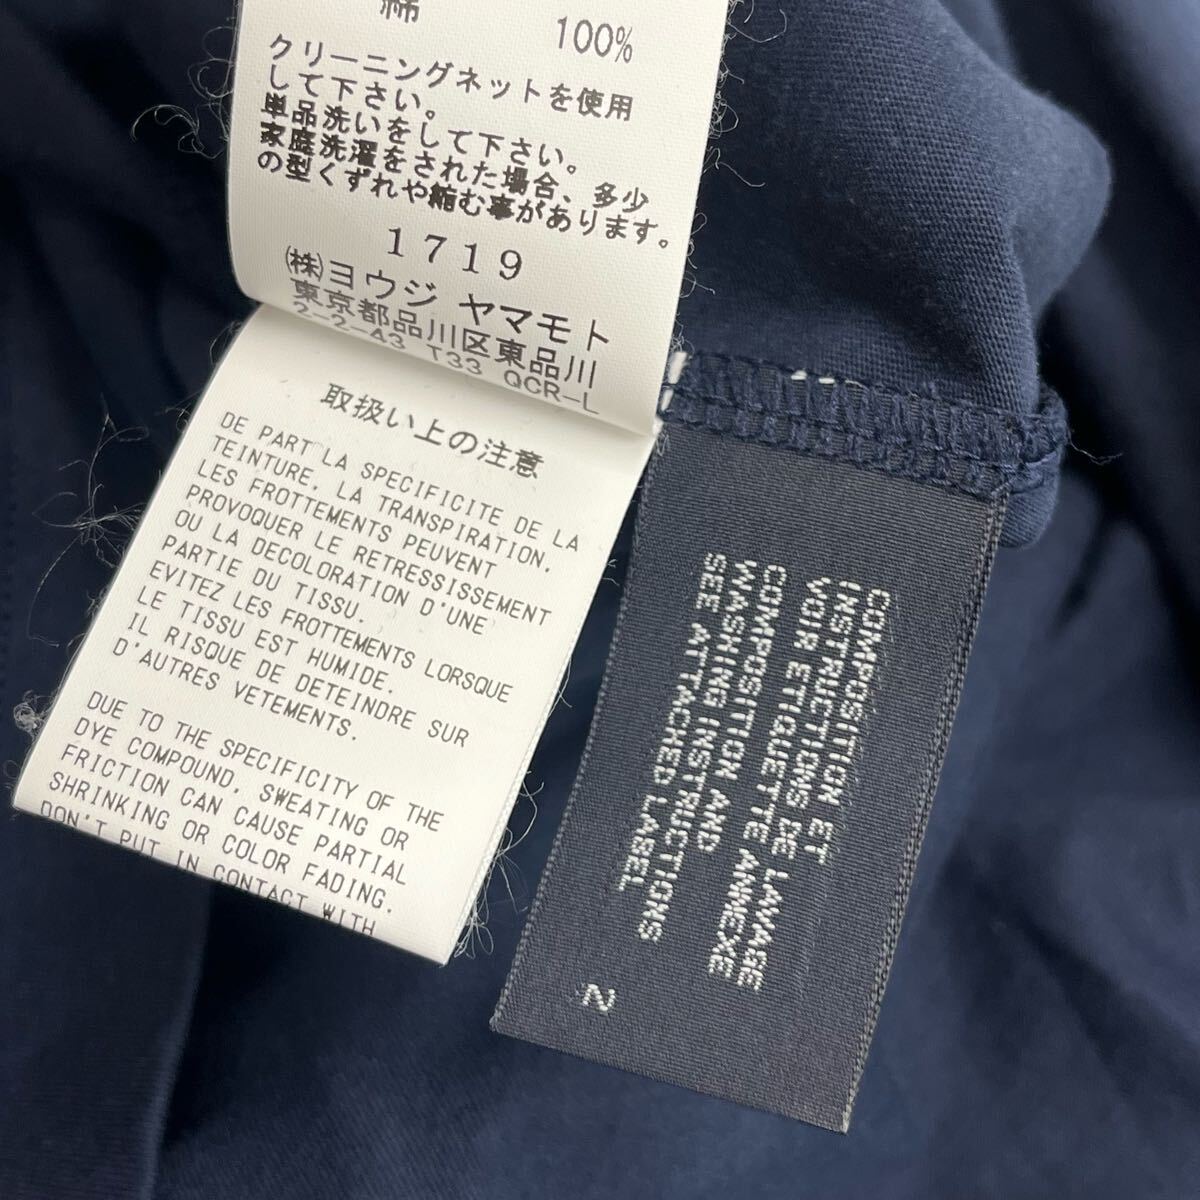 綿 100%
クリーニングネットを使用
して下さい。
単品洗いをして下さい。
家庭洗濯をされた場合、多少
の型くずれや縮む事があります。
1719
㈱ヨウジ ヤマモト
東京都品川区東品川
2-2-43 T33 QCR-L
取扱い上の注意
DE PART LA SPECIFICITE DE LA
TEINTURE, LA TRANSPIRATION,
LES FROTTEMENTS PEUVENT
PROVOQUER LE RETRESSISSEMENT
OU LA DECOLORATION D'UNE
PARTIE DU TISSU.
EVITEZ LES FROTTEMENTS LORSQUE
LE TISSU EST HUMIDE.
IL RISQUE DE DETEINDRE SUR
D'AUTRES VETEMENTS.
DUE TO THE SPECIFICITY OF THE
DYE COMPOUND, SWEATING OR
FRICTION CAN CAUSE PARTIAL
SHRINKING OR COLOR FADING.
DON'T PUT IN CONTACT WITH
COMPOSITION ET
INSTRUCTIONS DE LAVAGE
VOIR ETIQUETTE ANNEXE
COMPOSITION AND
WASHING INSTRUCTIONS
SEE ATTACHED LABEL
2